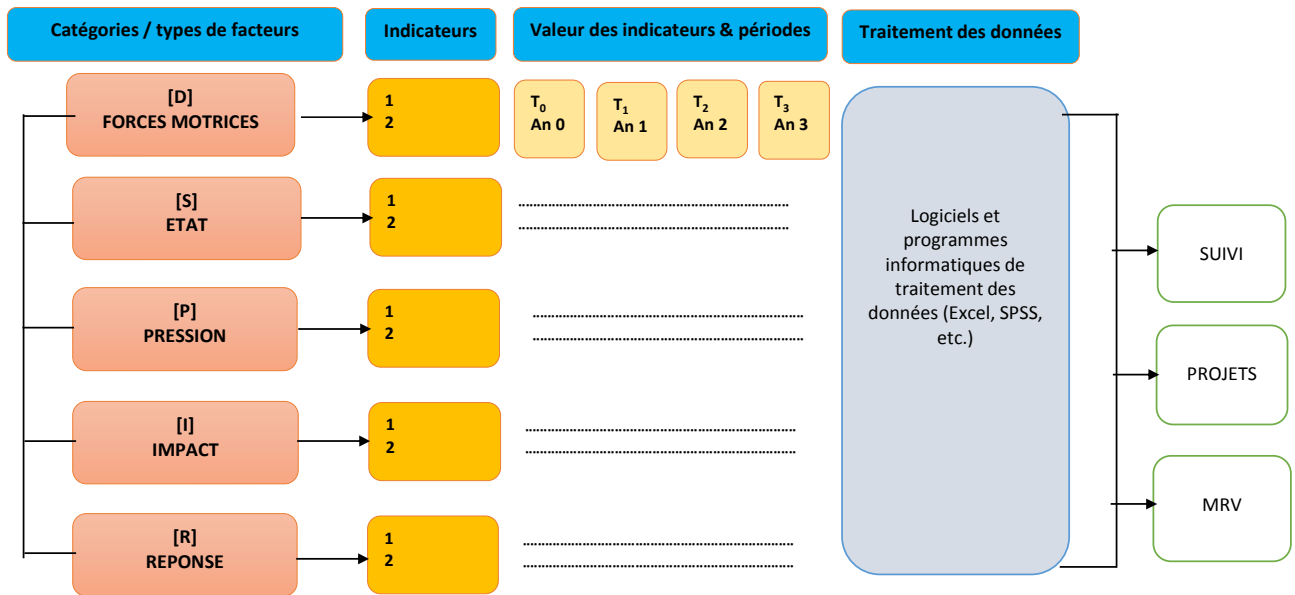 Catégories / types de facteurs
Indicateurs
Valeur des indicateurs & périodes
Traitement des données
[D]
FORCES MOTRICES
1
2
T₀
An 0
T₁
An 1
T₂
An 2
T₃
An 3
[S]
ETAT
1
2
................................................................
................................................................
[P]
PRESSION
1
2
................................................................
................................................................
[I]
IMPACT
1
2
................................................................
................................................................
[R]
REPONSE
1
2
................................................................
................................................................
Logiciels et
programmes
informatiques de
traitement des
données (Excel, SPSS,
etc.)
SUIVI
PROJETS
MRV